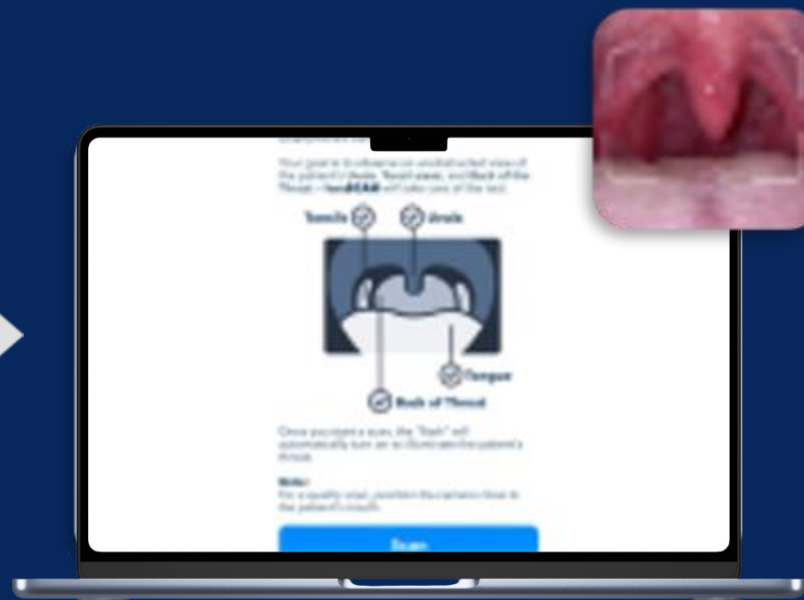 Your goal is to observe an unobstructed view of
the patient's Uvula, Tonsil areas, and Back of the
Throat - will take care of the rest.
Tonsils Uvula
Tongue
Back of Throat
Once you start a scan, the "flash" will
automatically turn on to illuminate the patient's
throat.
Note:
For a quality scan, position the camera close to
the patient's mouth.
Scan